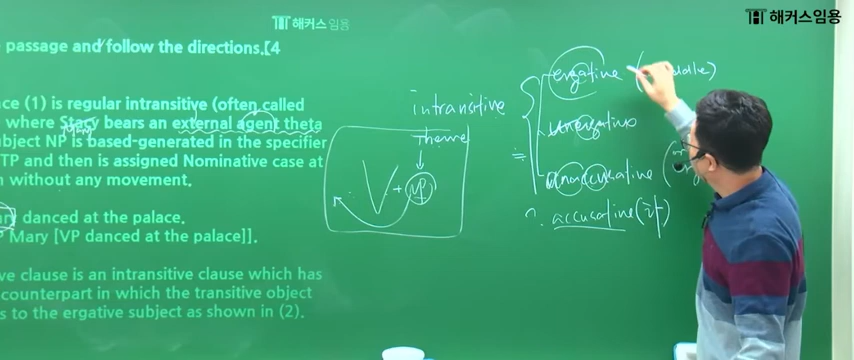 해커스임용
해커스임용
e passage and follow the directions.[4
ce (1) is regular intransitive (often called
where Stacy bears an external agent theta
ubject NP is based-generated in the specifier
TP and then is assigned Nominative case at
n without any movement.
ary danced at the palace.
P Mary [VP danced at the palace]].
ve clause is an intransitive clause which has
counterpart in which the transitive object
s to the ergative subject as shown in (2).
intransitive
Theme
V + NP
ergative (
ddle)
unergative
unaccusative (
?. accusative (